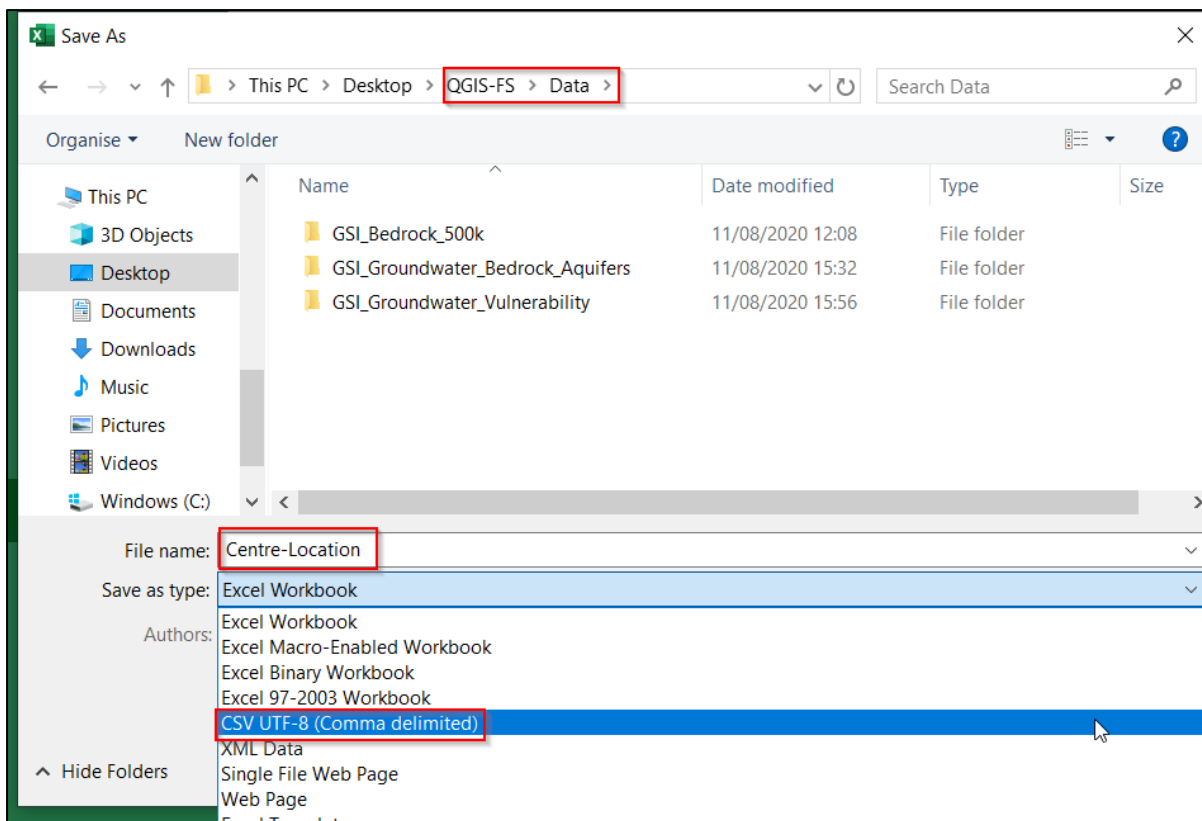 Save As
This PC > Desktop > QGIS-FS > Data >
Search Data
Organise
New folder
?
This PC
3D Objects
Desktop
Documents
Downloads
Music
Pictures
Videos
Windows (C:)
Name Date modified Type Size
GSI_Bedrock_500k 11/08/2020 12:08 File folder
GSI_Groundwater_Bedrock_Aquifers 11/08/2020 15:32 File folder
GSI_Groundwater_Vulnerability 11/08/2020 15:56 File folder
File name: Centre-Location
Save as type: Excel Workbook
Authors:
Excel Workbook
Excel Macro-Enabled Workbook
Excel Binary Workbook
Excel 97-2003 Workbook
CSV UTF-8 (Comma delimited)
XML Data
Single File Web Page
Web Page
Hide Folders